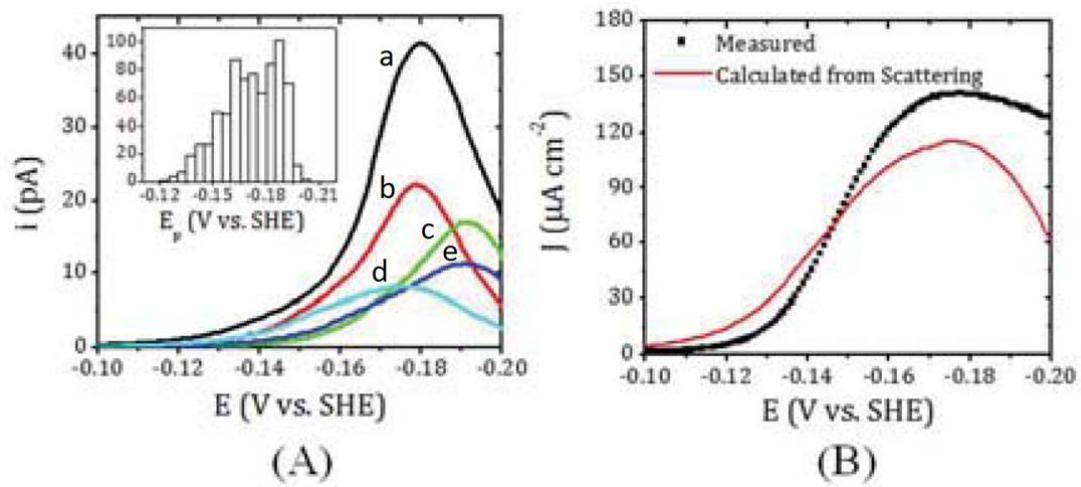 40
30
20
10
0
i (pA)
-0.10 -0.12 -0.14 -0.16 -0.18 -0.20
E (V vs. SHE)
a
b
c
d
e
100
80
60
40
20
0
-0.12 -0.15 -0.18 -0.21
Ep (V vs. SHE)
(A)
180
150
120
90
60
30
0
J (µA cm-2)
Measured
Calculated from Scattering
-0.10 -0.12 -0.14 -0.16 -0.18 -0.20
E (V vs. SHE)
(B)